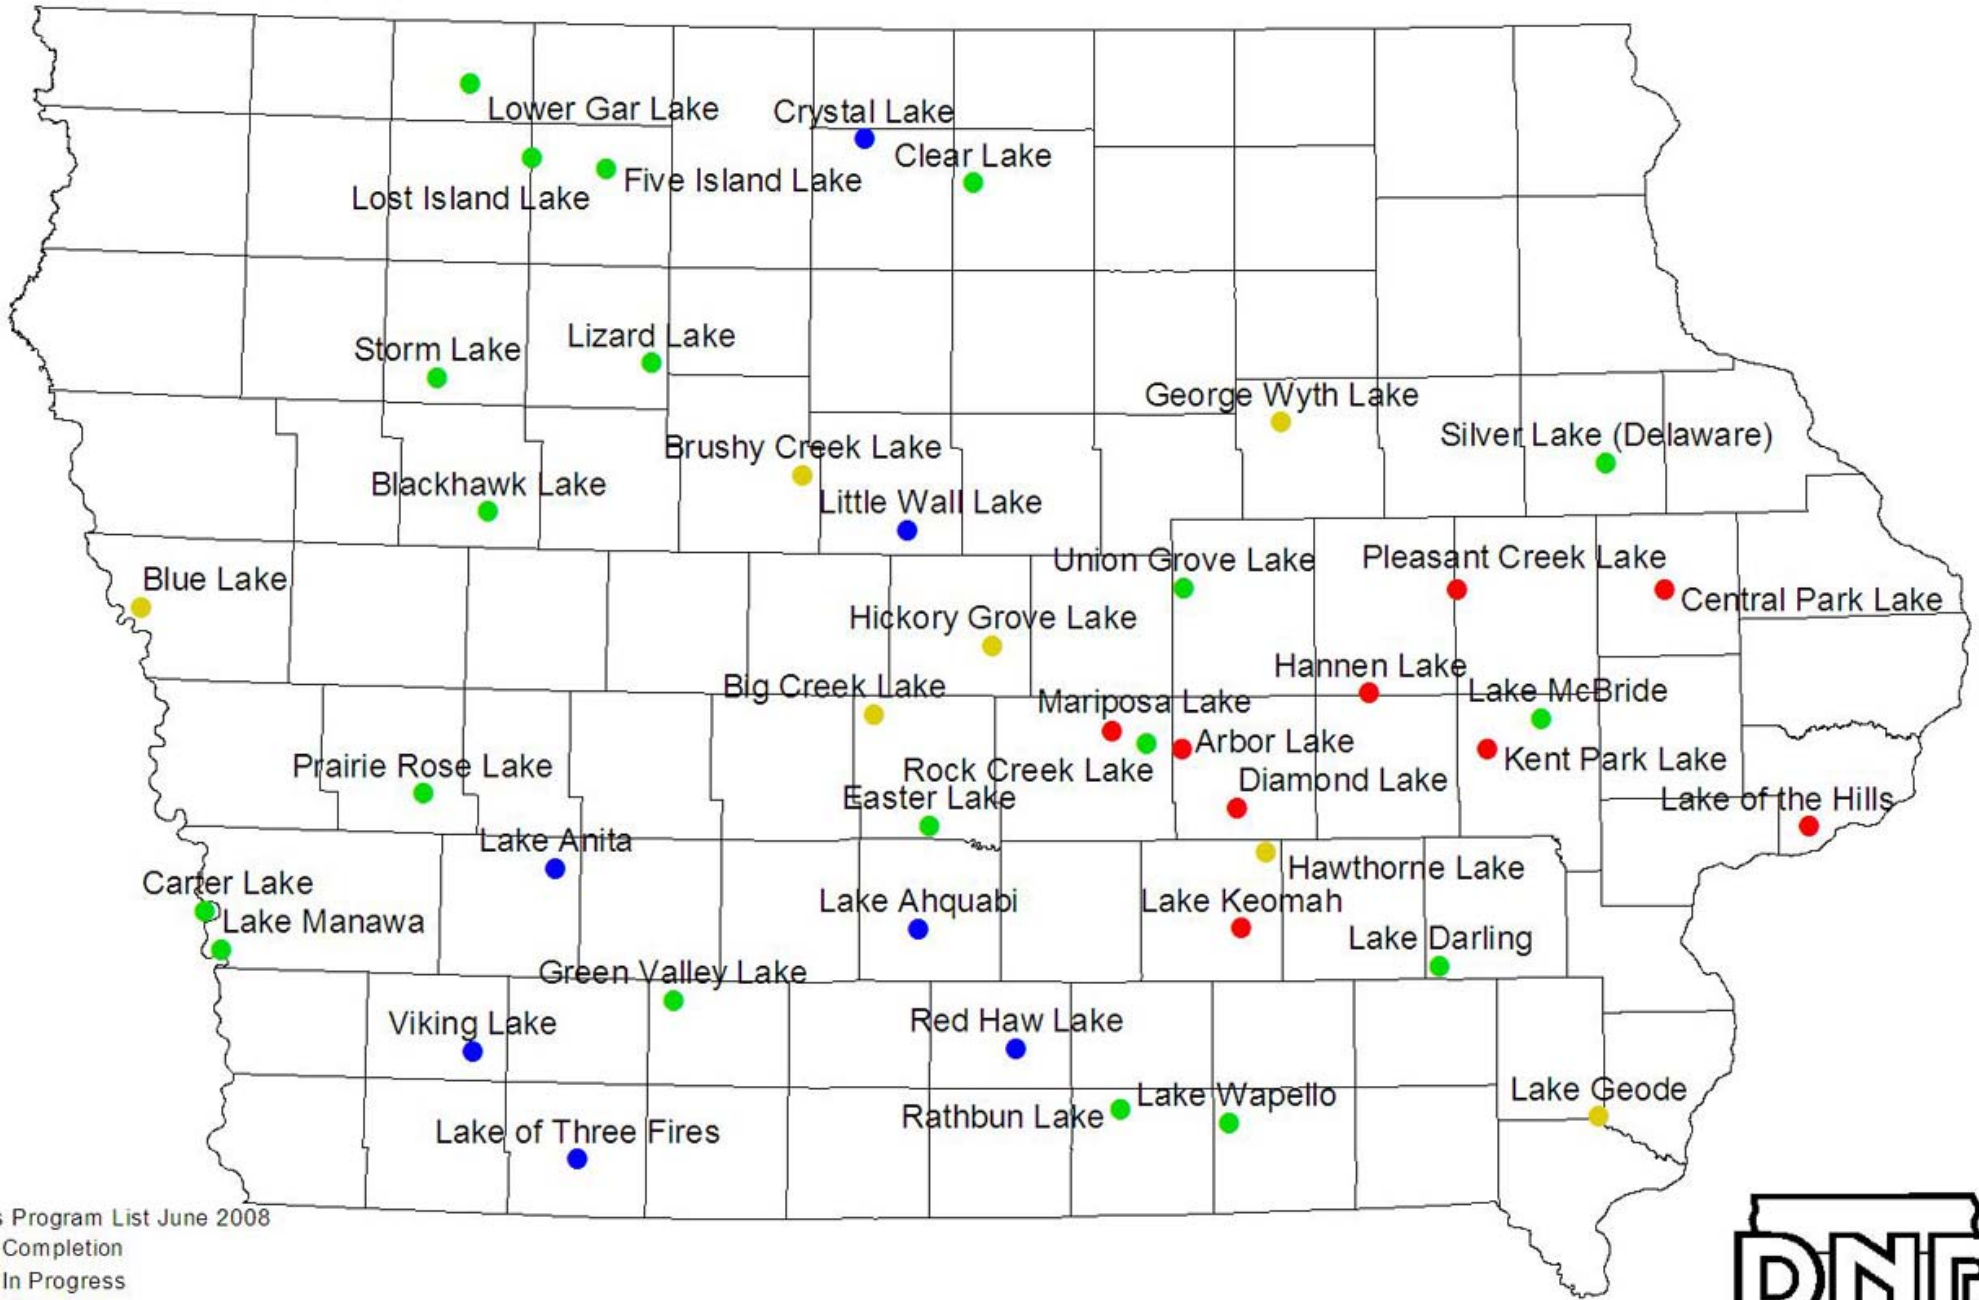 Lower Gar Lake
Crystal Lake
Clear Lake
Five Island Lake
Lost Island Lake
Lizard Lake
Storm Lake
George Wyth Lake
Silver Lake (Delaware)
Brushy Creek Lake
Blackhawk Lake
Little Wall Lake
Union Grove Lake
Pleasant Creek Lake
Blue Lake
Central Park Lake
Hickory Grove Lake
Hannen Lake
Big Creek Lake
Lake McBride
Mariposa Lake
Arbor Lake
Kent Park Lake
Prairie Rose Lake
Rock Creek Lake
Diamond Lake
Easter Lake
Lake of the Hills
Lake Anita
Hawthorne Lake
Carter Lake
Lake Ahquabi
Lake Keomah
Lake Manawa
Lake Darling
Green Valley Lake
Viking Lake
Red Haw Lake
Lake Geode
Lake Wapello
Rathbun Lake
Lake of Three Fires
s Program List June 2008
Completion
In Progress
DNR